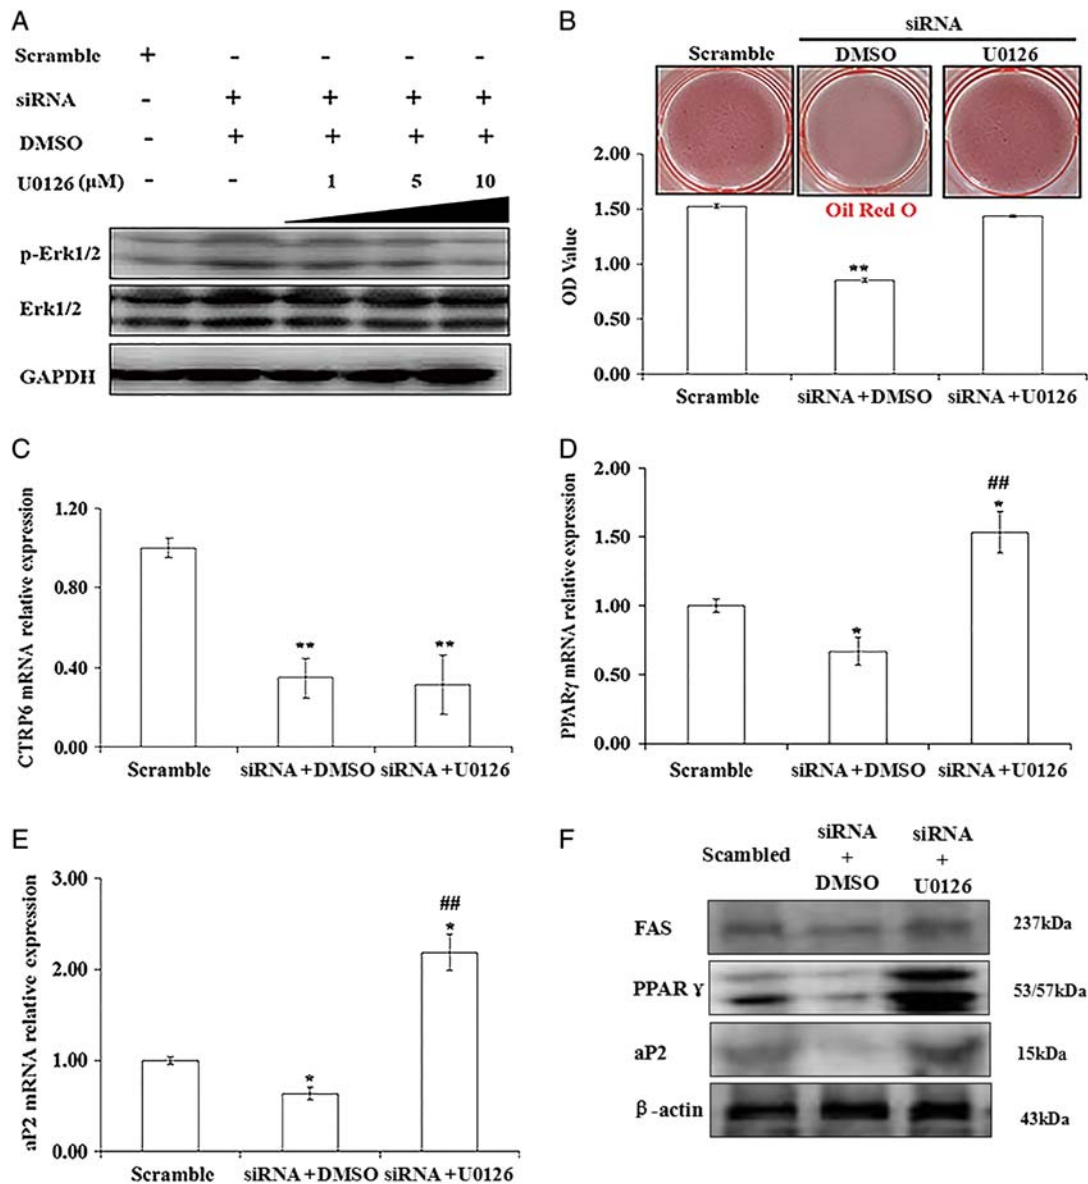 A
Scramble + - - - -
siRNA - + + + +
DMSO - + + + +
U0126 (μM) - - 1 5 10
p-Erk1/2
Erk1/2
GAPDH
B
siRNA
Scramble DMSO U0126
Oil Red O
OD Value
2.00
1.50
1.00
0.50
0.00
**
Scramble siRNA+DMSO siRNA+U0126
C
CTRP6 mRNA relative expression
1.20
0.80
0.40
0.00
** **
Scramble siRNA+DMSO siRNA+U0126
D
PPARγ mRNA relative expression
2.00
1.50
1.00
0.50
0.00
*
##
*
Scramble siRNA+DMSO siRNA+U0126
E
aP2 mRNA relative expression
3.00
2.00
1.00
0.00
*
##
*
Scramble siRNA+DMSO siRNA+U0126
F
Scambled siRNA + DMSO siRNA + U0126
FAS 237kDa
PPAR γ 53/57kDa
aP2 15kDa
β-actin 43kDa